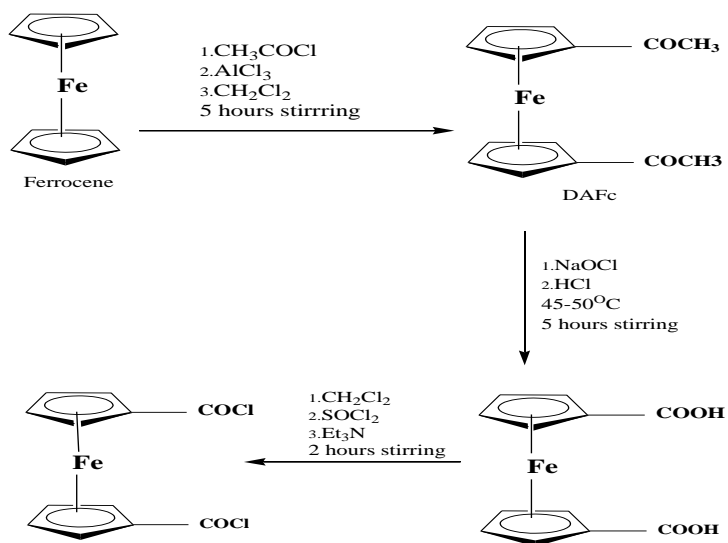 Fe
Ferrocene
1.CH₃COCl
2.AlCl₃
3.CH₂Cl₂
5 hours stirrring
COCH₃
Fe
COCH3
DAFc
1.NaOCl
2.HCl
45-50ᴼC
5 hours stirring
COOH
Fe
COOH
1.CH₂Cl₂
2.SOCl₂
3.Et₃N
2 hours stirring
COCl
Fe
COCl